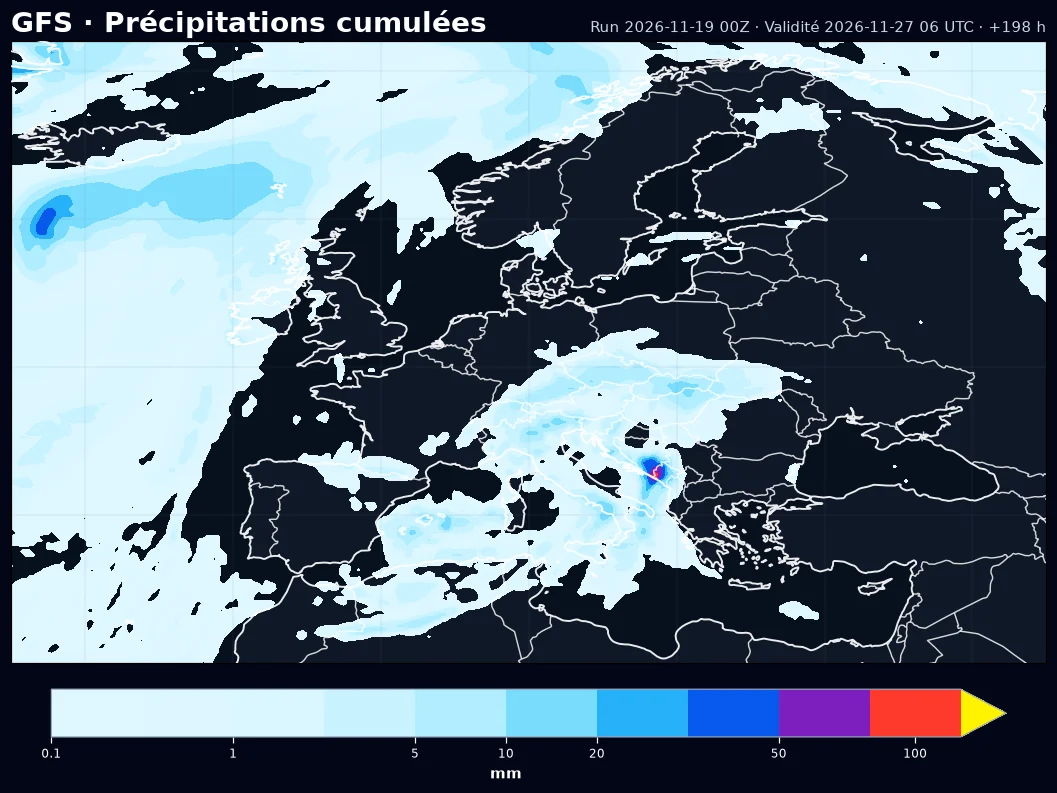 GFS · Précipitations cumulées
Run 2026-11-19 00Z · Validité 2026-11-27 06 UTC · +198 h
0.1 1 5 10 20 50 100
mm